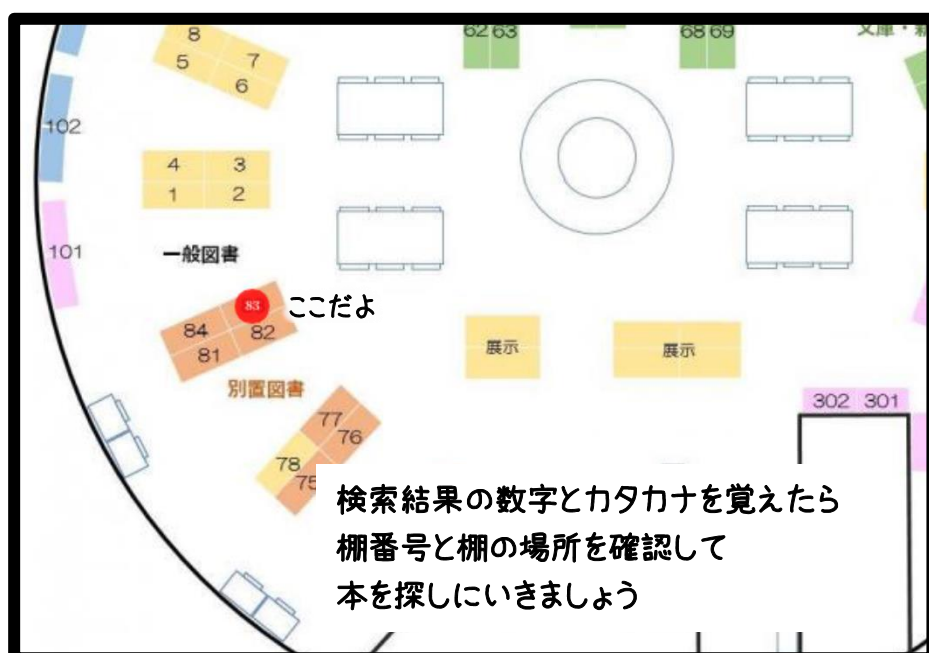 8
5 7
6
62 63
68 69
文庫・新
102
4 3
1 2
101
一般図書
83 ここだよ
84 82
81
展示
展示
別置図書
302 301
77
76
78
75
検索結果の数字とカタカナを覚えたら
棚番号と棚の場所を確認して
本を探しにいきましょう